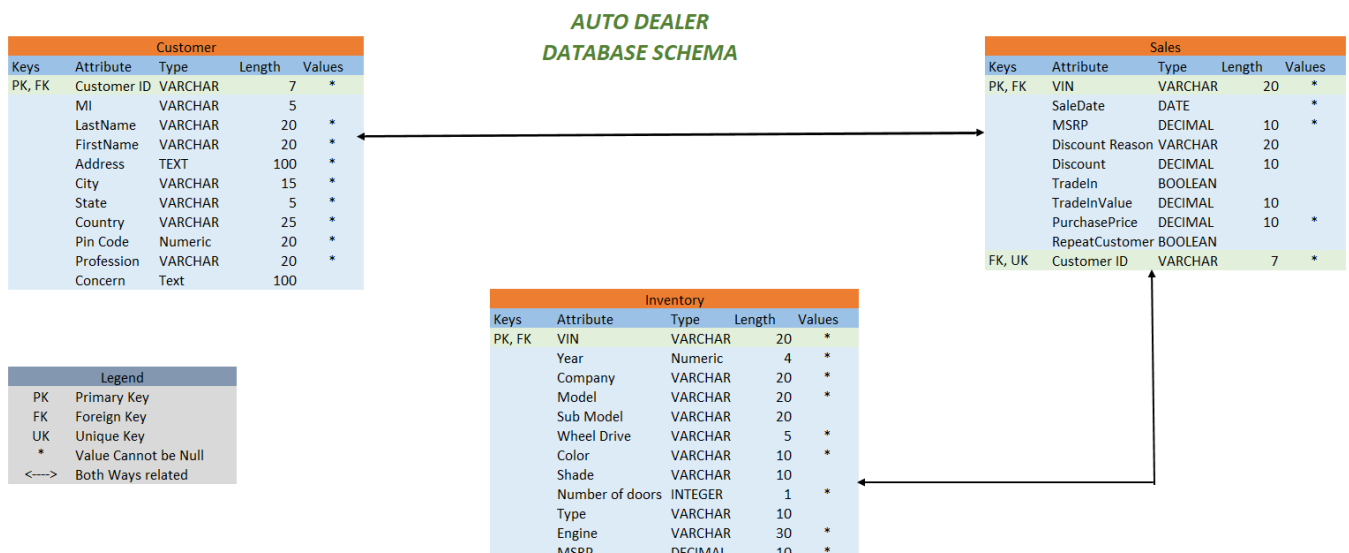 AUTO DEALER
DATABASE SCHEMA
Customer
Keys Attribute Type Length Values
PK, FK Customer ID VARCHAR 7 *
MI VARCHAR 5
LastName VARCHAR 20 *
FirstName VARCHAR 20 *
Address TEXT 100 *
City VARCHAR 15 *
State VARCHAR 5 *
Country VARCHAR 25 *
Pin Code Numeric 20 *
Profession VARCHAR 20 *
Concern Text 100
Sales
Keys Attribute Type Length Values
PK, FK VIN VARCHAR 20 *
SaleDate DATE *
MSRP DECIMAL 10 *
Discount Reason VARCHAR 20
Discount DECIMAL 10
TradeIn BOOLEAN
TradeInValue DECIMAL 10
PurchasePrice DECIMAL 10 *
RepeatCustomer BOOLEAN
FK, UK Customer ID VARCHAR 7 *
Inventory
Keys Attribute Type Length Values
PK, FK VIN VARCHAR 20 *
Year Numeric 4 *
Company VARCHAR 20 *
Model VARCHAR 20 *
Sub Model VARCHAR 20
Wheel Drive VARCHAR 5 *
Color VARCHAR 10 *
Shade VARCHAR 10
Number of doors INTEGER 1 *
Type VARCHAR 10
Engine VARCHAR 30 *
MSRP DECIMAL 10 *
Legend
PK Primary Key
FK Foreign Key
UK Unique Key
* Value Cannot be Null
<----> Both Ways related